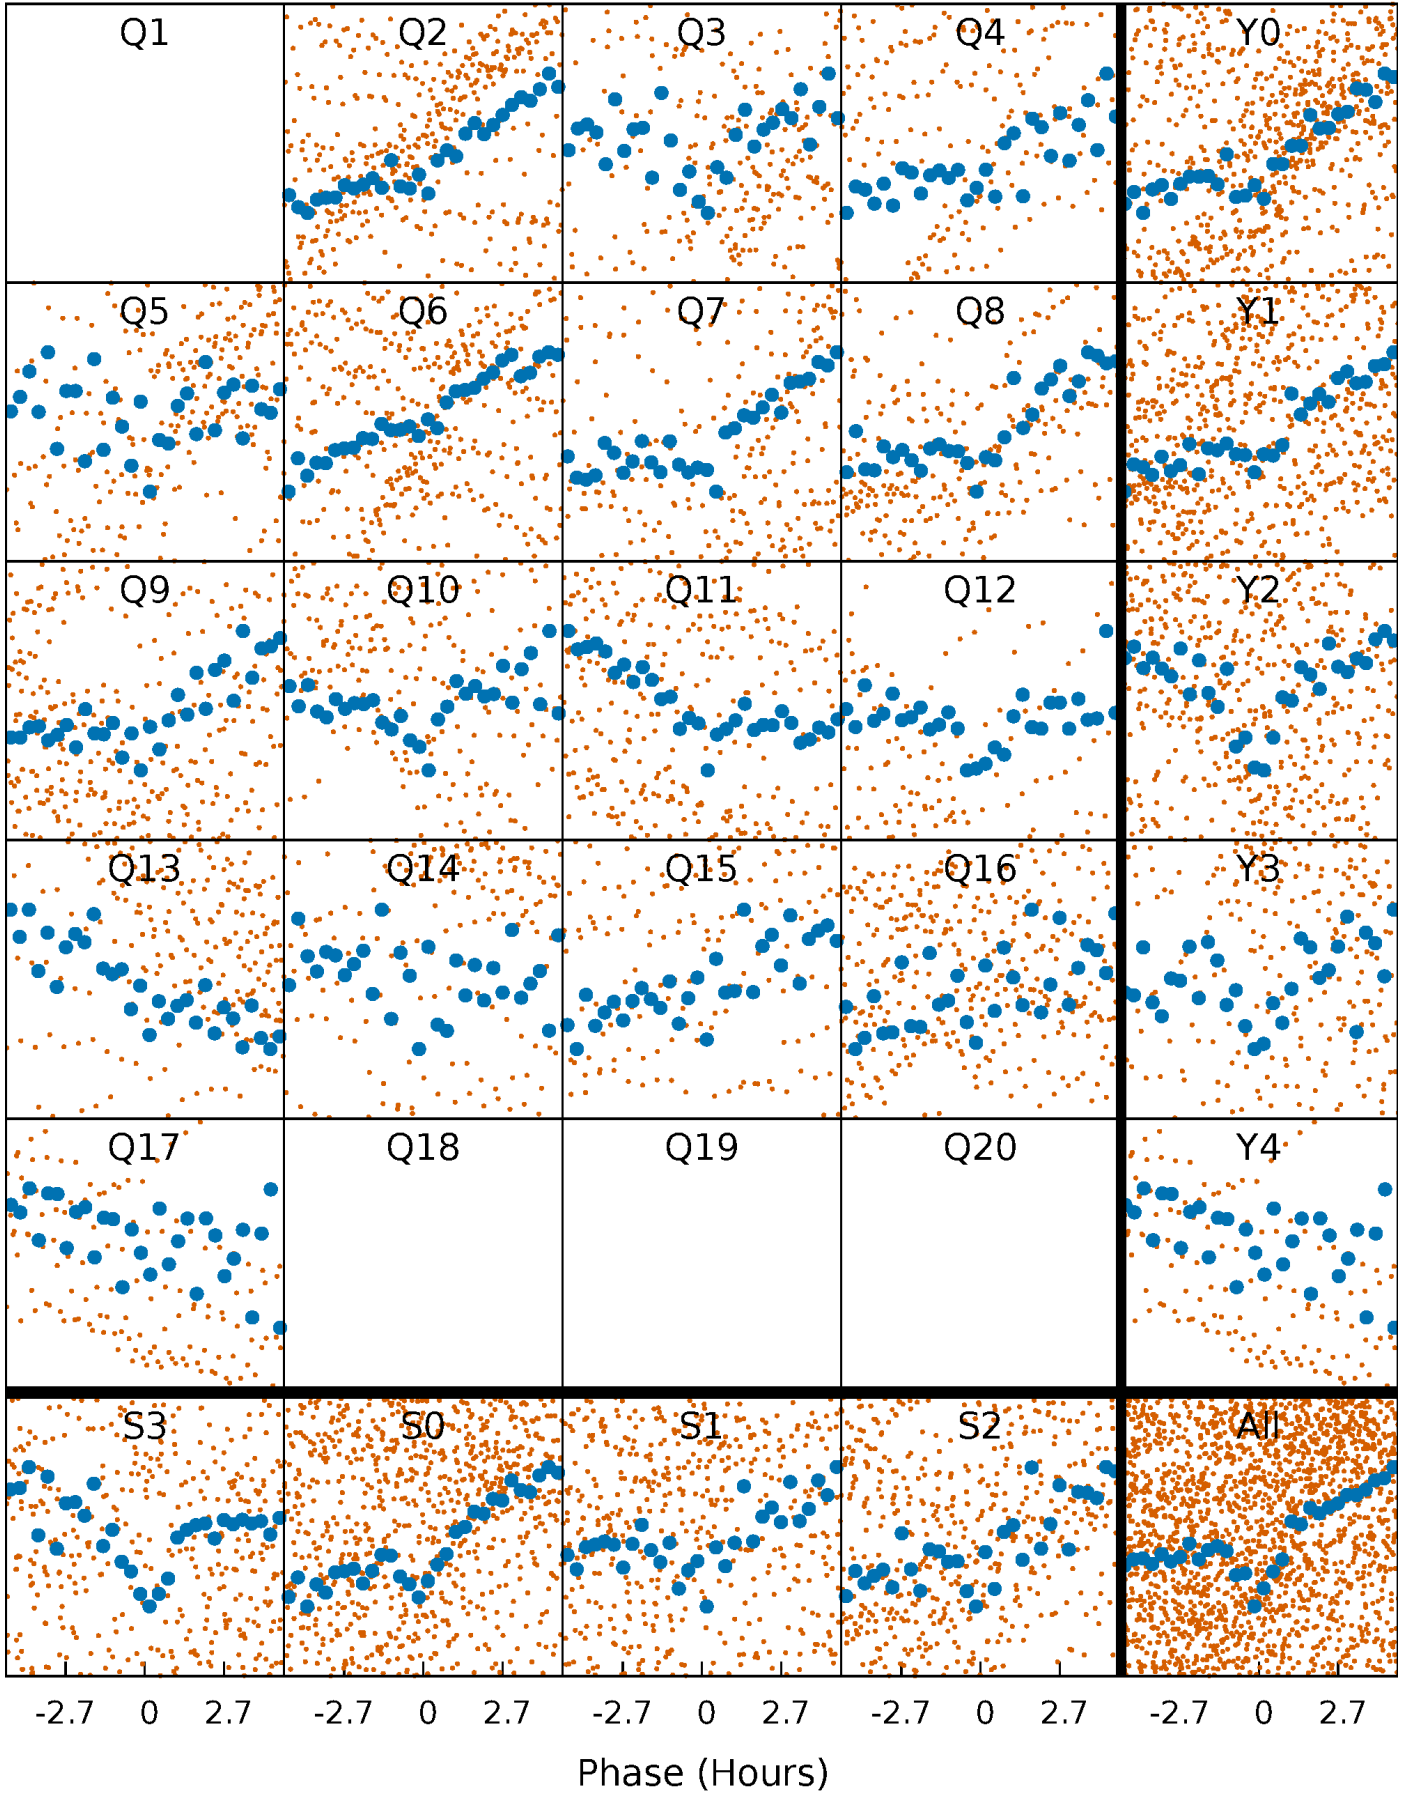 Q1 Q2 Q3 Q4 Y0
Q5 Q6 Q7 Q8 Y1
Q9 Q10 Q11 Q12 Y2
Q13 Q14 Q15 Q16 Y3
Q17 Q18 Q19 Q20 Y4
S3 S0 S1 S2 All
-2.7 0 2.7 -2.7 0 2.7 -2.7 0 2.7 -2.7 0 2.7 -2.7 0 2.7
Phase (Hours)